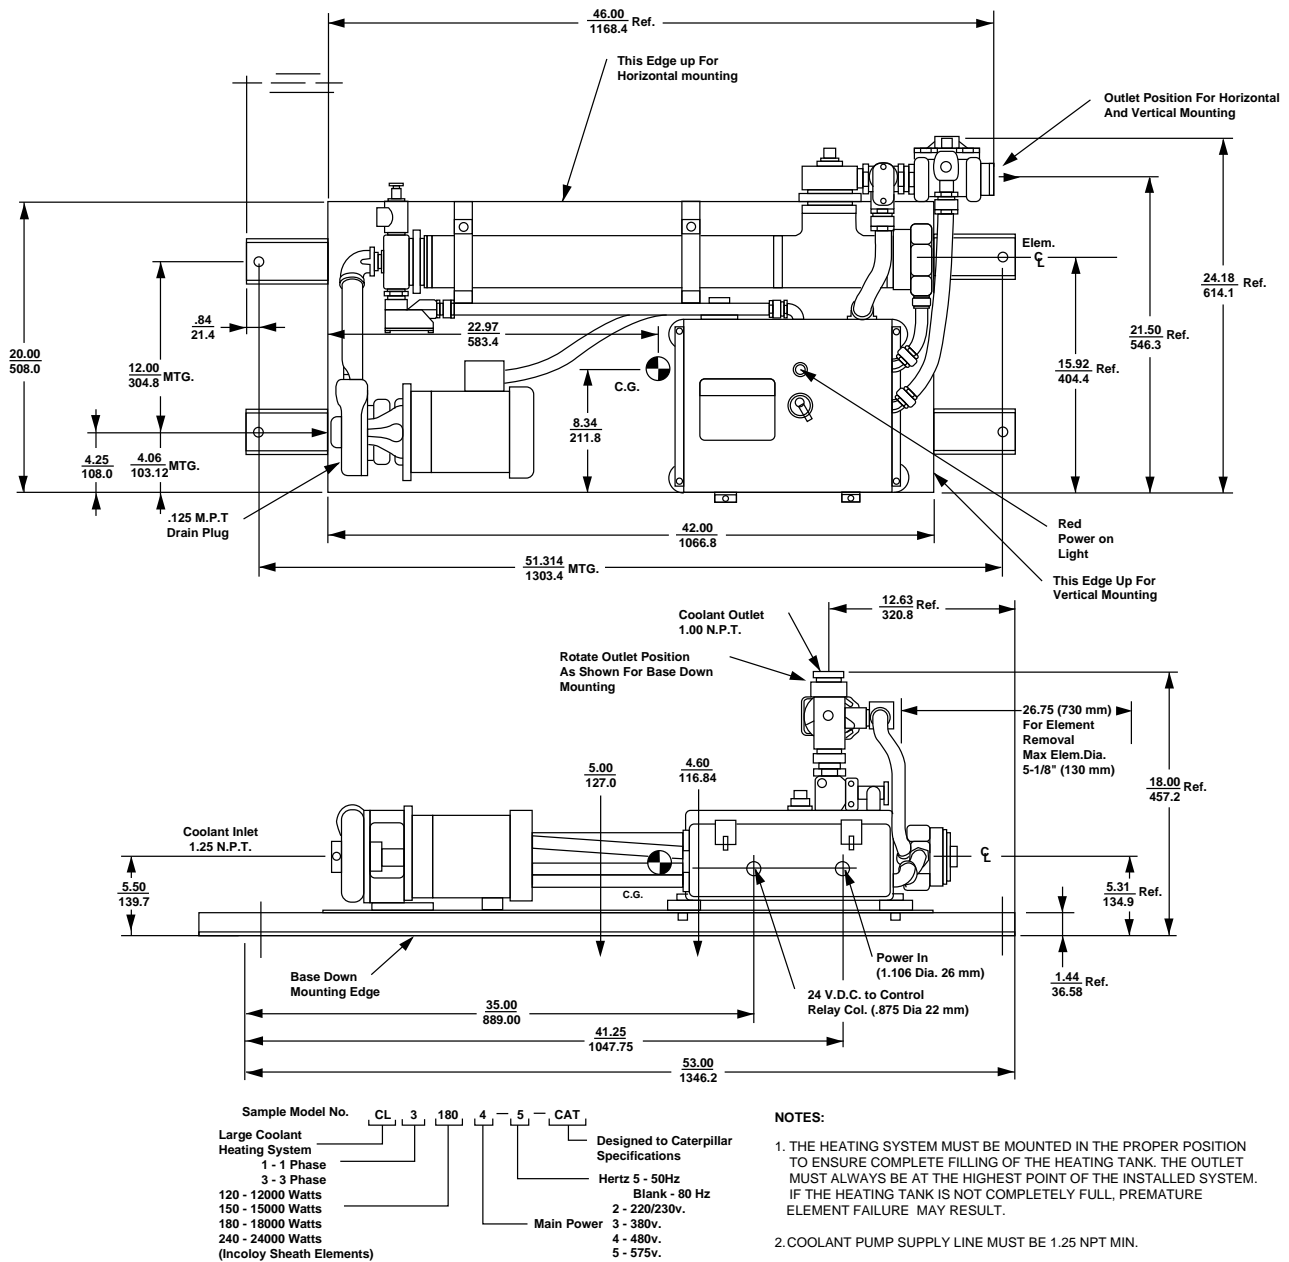 46.00
1168.4 Ref.
This Edge up For
Horizontal mounting
Outlet Position For Horizontal
And Vertical Mounting
Elem.
C L
24.18
614.1 Ref.
.84
21.4
22.97
583.4
21.50
546.3 Ref.
20.00
508.0
12.00
304.8 MTG.
C.G.
15.92
404.4 Ref.
8.34
211.8
4.25
108.0
4.06
103.12 MTG.
.125 M.P.T
Drain Plug
42.00
1066.8
Red
Power on
Light
51.314
1303.4 MTG.
This Edge Up For
Vertical Mounting
12.63
320.8 Ref.
Coolant Outlet
1.00 N.P.T.
Rotate Outlet Position
As Shown For Base Down
Mounting
26.75 (730 mm)
For Element
Removal
Max Elem.Dia.
5-1/8" (130 mm)
5.00
127.0
4.60
116.84
18.00
457.2 Ref.
Coolant Inlet
1.25 N.P.T.
C L
C.G.
5.50
139.7
5.31
134.9 Ref.
Power In
(1.106 Dia. 26 mm)
Base Down
Mounting Edge
1.44
36.58 Ref.
24 V.D.C. to Control
Relay Col. (.875 Dia 22 mm)
35.00
889.00
41.25
1047.75
53.00
1346.2
Sample Model No. CL 3 180 4 - 5 - CAT
Large Coolant
Heating System
1 - 1 Phase
3 - 3 Phase
120 - 12000 Watts
150 - 15000 Watts
180 - 18000 Watts
240 - 24000 Watts
(Incoloy Sheath Elements)
Designed to Caterpillar
Specifications
Hertz 5 - 50Hz
Blank - 80 Hz
2 - 220/230v.
Main Power 3 - 380v.
4 - 480v.
5 - 575v.
NOTES:
1. THE HEATING SYSTEM MUST BE MOUNTED IN THE PROPER POSITION
TO ENSURE COMPLETE FILLING OF THE HEATING TANK. THE OUTLET
MUST ALWAYS BE AT THE HIGHEST POINT OF THE INSTALLED SYSTEM.
IF THE HEATING TANK IS NOT COMPLETELY FULL, PREMATURE
ELEMENT FAILURE MAY RESULT.
2.COOLANT PUMP SUPPLY LINE MUST BE 1.25 NPT MIN.